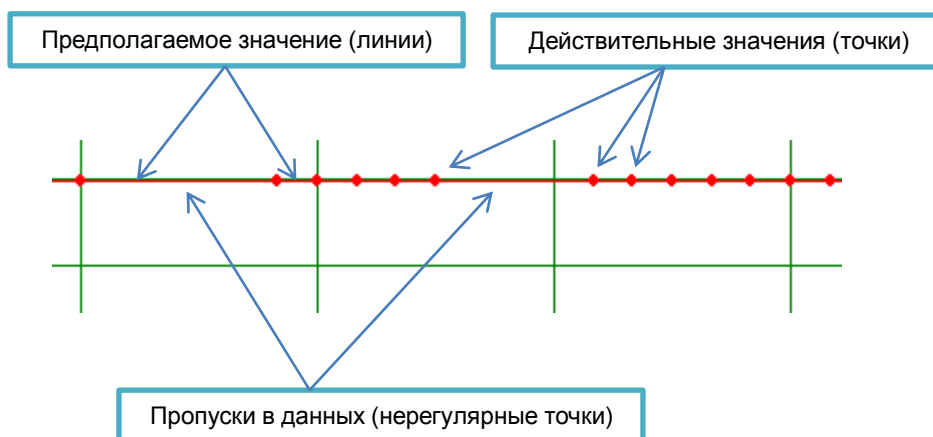 Предполагаемое значение (линии)
Действительные значения (точки)
Пропуски в данных (нерегулярные точки)